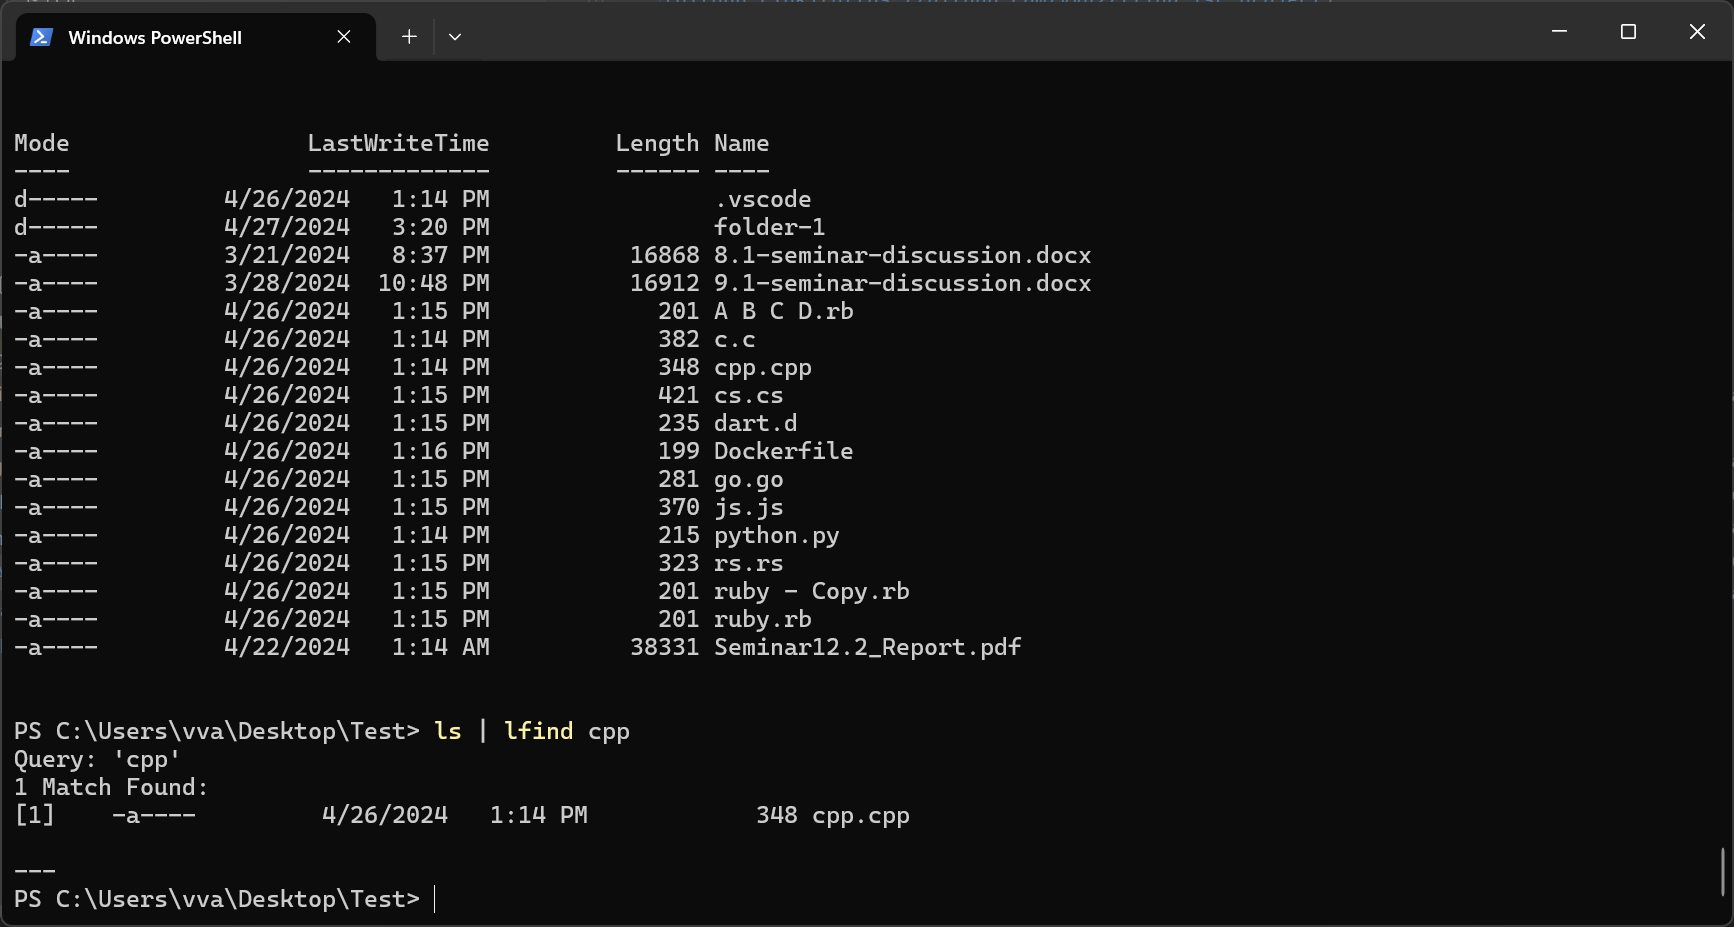 Windows PowerShell
Mode                 LastWriteTime         Length Name
----                 -------------         ------ ----
d-----         4/26/2024   1:14 PM                .vscode
d-----         4/27/2024   3:20 PM                folder-1
-a----         3/21/2024   8:37 PM          16868 8.1-seminar-discussion.docx
-a----         3/28/2024  10:48 PM          16912 9.1-seminar-discussion.docx
-a----         4/26/2024   1:15 PM            201 A B C D.rb
-a----         4/26/2024   1:14 PM            382 c.c
-a----         4/26/2024   1:14 PM            348 cpp.cpp
-a----         4/26/2024   1:15 PM            421 cs.cs
-a----         4/26/2024   1:15 PM            235 dart.d
-a----         4/26/2024   1:16 PM            199 Dockerfile
-a----         4/26/2024   1:15 PM            281 go.go
-a----         4/26/2024   1:15 PM            370 js.js
-a----         4/26/2024   1:14 PM            215 python.py
-a----         4/26/2024   1:15 PM            323 rs.rs
-a----         4/26/2024   1:15 PM            201 ruby - Copy.rb
-a----         4/26/2024   1:15 PM            201 ruby.rb
-a----         4/22/2024   1:14 AM          38331 Seminar12.2_Report.pdf
PS C:\Users\vva\Desktop\Test> ls | lfind cpp
Query: 'cpp'
1 Match Found:
[1]    -a----         4/26/2024   1:14 PM            348 cpp.cpp
---
PS C:\Users\vva\Desktop\Test>